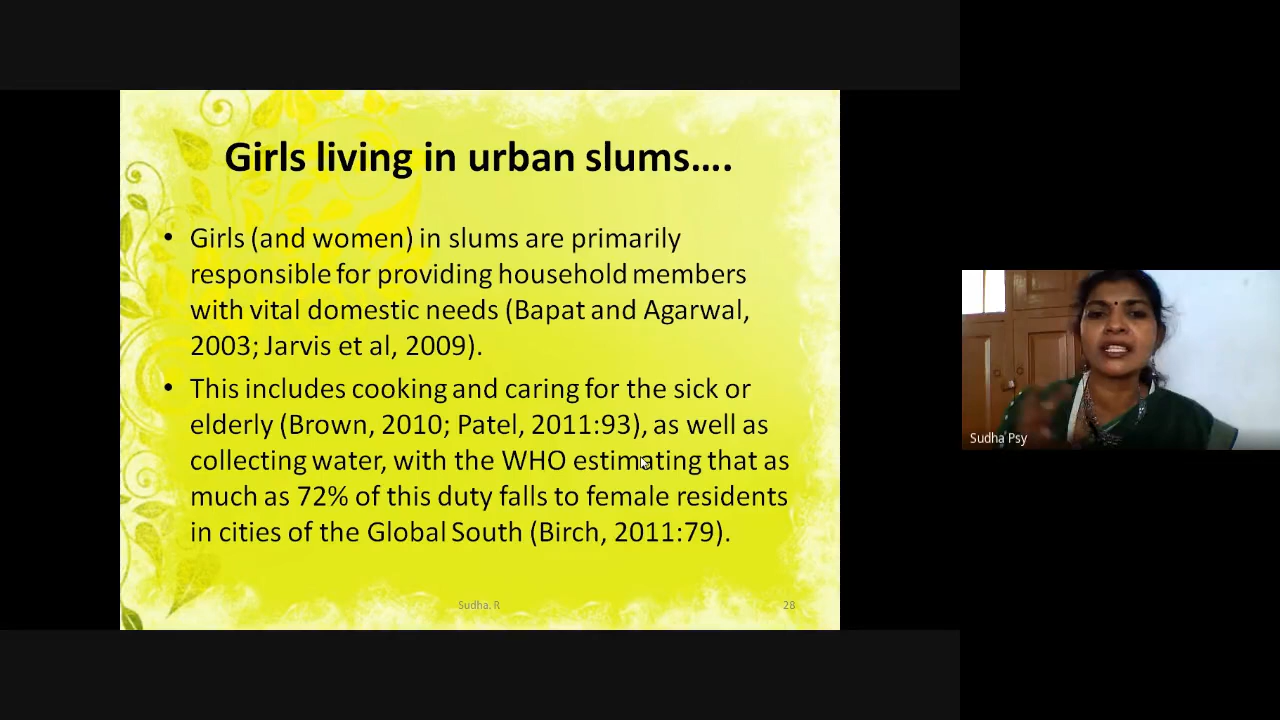 Girls living in urban slums....
• Girls (and women) in slums are primarily
responsible for providing household members
with vital domestic needs (Bapat and Agarwal,
2003; Jarvis et al, 2009).
• This includes cooking and caring for the sick or
elderly (Brown, 2010; Patel, 2011:93), as well as
collecting water, with the WHO estimating that as
much as 72% of this duty falls to female residents
in cities of the Global South (Birch, 2011:79).
Sudha. R
28
Sudha Psy